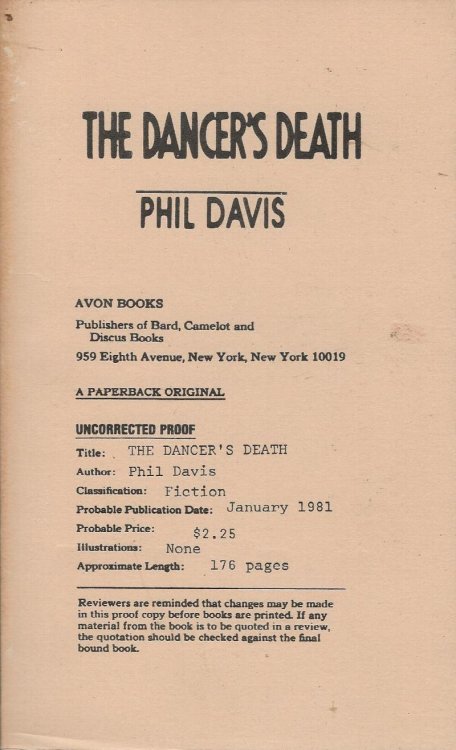 THE DANCER'S DEATH
PHIL DAVIS
AVON BOOKS
Publishers of Bard, Camelot and
Discus Books
959 Eighth Avenue, New York, New York 10019
A PAPERBACK ORIGINAL
UNCORRECTED PROOF
Title: THE DANCER'S DEATH
Author: Phil Davis
Classification: Fiction
Probable Publication Date: January 1981
Probable Price: $2.25
Illustrations: None
Approximate Length: 176 pages
Reviewers are reminded that changes may be made
in this proof copy before books are printed. If any
material from the book is to be quoted in a review,
the quotation should be checked against the final
bound book.